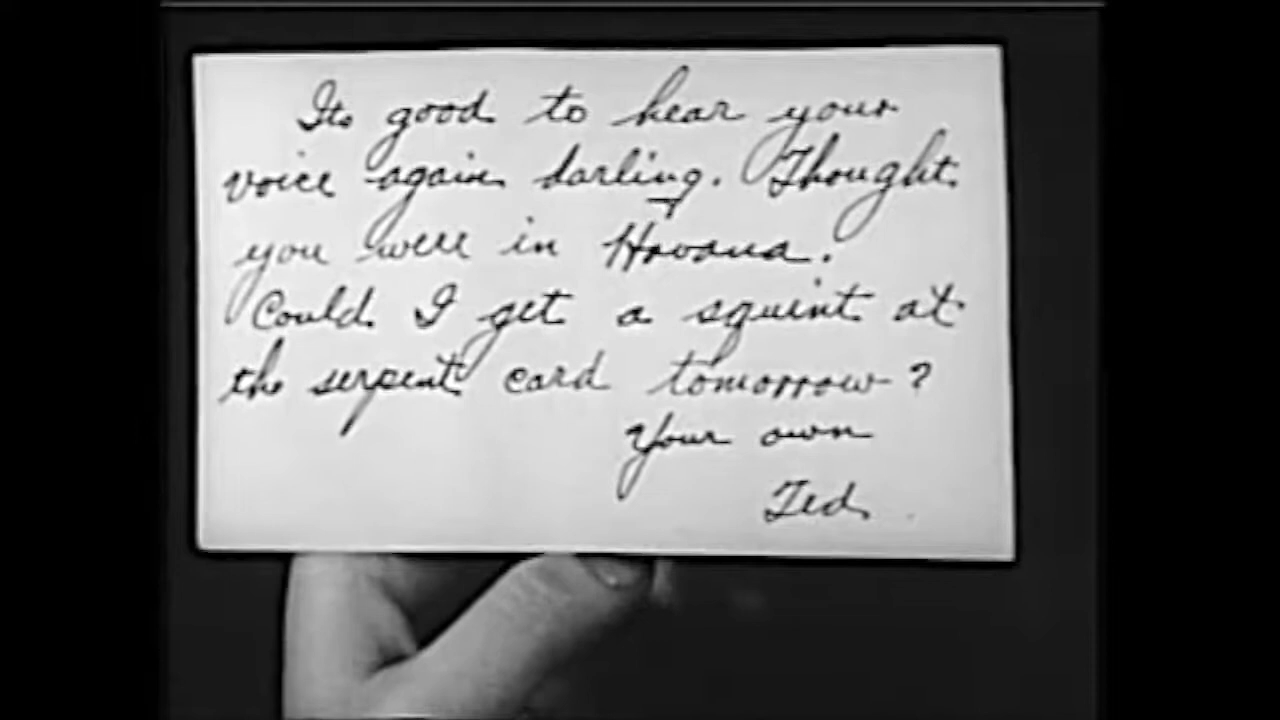 Its good to hear your
voice again darling. Thought
you were in Havana.
Could I get a squint at
the serpent card tomorrow?
Your own
Ted